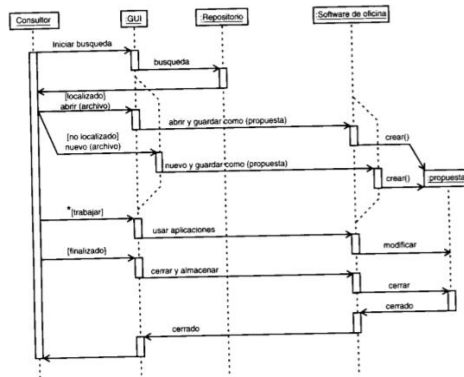 Consultor
:GUI
:Repositorio
:Software de oficina
Iniciar busqueda
busqueda
[localizado]
abrir (archivo)
abrir y guardar como (propuesta)
crear()
[no localizado]
nuevo (archivo)
nuevo y guardar como (propuesta)
crear()
:propuesta
*[trabajar]
usar aplicaciones
modificar
[finalizado]
cerrar y almacenar
cerrar
cerrado
cerrado